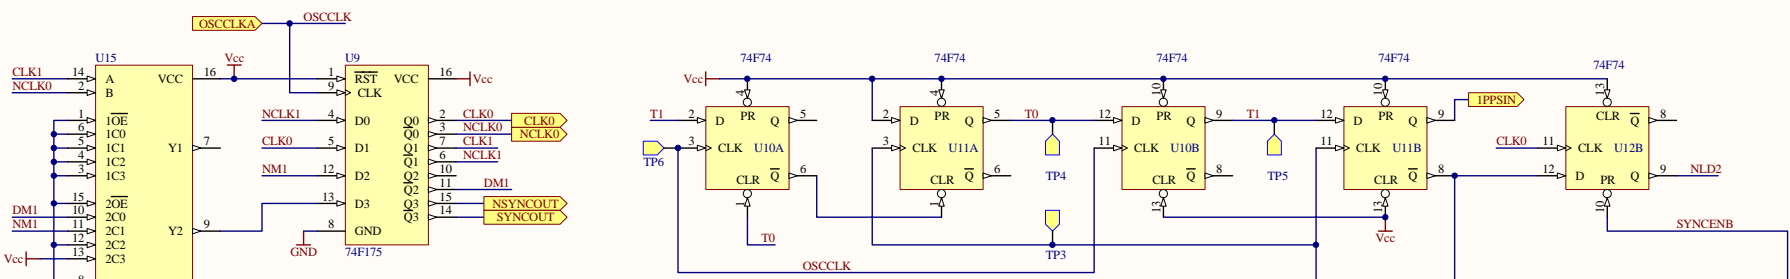 OSCCLKA OSCCLK
U15 Vcc U9 74F74 74F74 74F74 74F74 74F74
CLK1 14 A VCC 16 1 RST VCC 16 Vcc Vcc
NCLK0 2 B 9 CLK 4 4 10 10 13
1 1OE NCLK1 4 D0 Q0 2 CLK0 CLK0 T1 2 D PR Q 5 2 D PR Q 5 T0 12 D PR Q 9 T1 12 D PR Q 9 1PPSIN CLR Q 8
6 1C0 Q0 3 NCLK0 NCLK0
5 1C1 Y1 7 CLK0 5 D1 Q1 7 CLK1 TP6 3 CLK U10A 3 CLK U11A 11 CLK U10B 11 CLK U11B CLK0 11 CLK U12B
4 1C2 Q1 6 NCLK1
3 1C3 NM1 12 D2 Q2 10 TP4 TP5
Q2 11 DM1 CLR Q 6 CLR Q 6 CLR Q 8 CLR Q 8 12 D PR Q 9 NLD2
15 2OE 13 D3 Q3 15 NSYNCOUT 1 1 13 13 10
DM1 10 2C0 Q3 14 SYNCOUT
NM1 11 2C1 Y2 9 8 GND T0 Vcc SYNCENB
12 2C2 GND 74F175 TP3
Vcc 13 2C3 OSCCLK
8